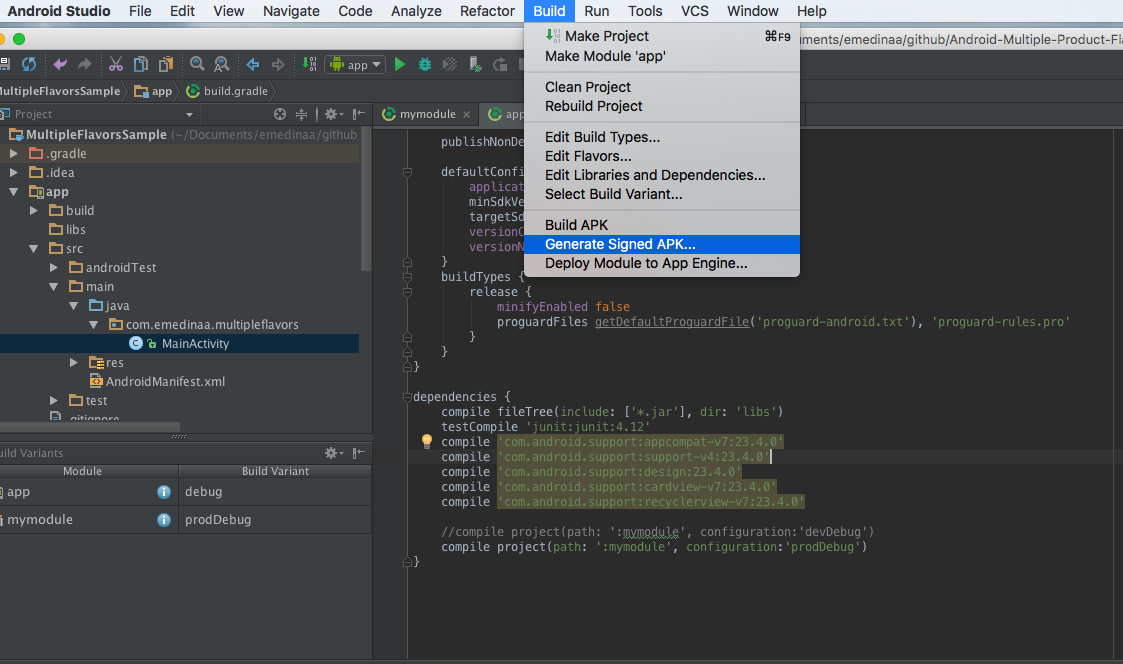 Android Studio File Edit View Navigate Code Analyze Refactor Build Run Tools VCS Window Help
Make Project ⌘F9
uments/emedinaa/github/Android-Multiple-Product-Fla
Make Module 'app'
Clean Project
Rebuild Project
Edit Build Types...
Edit Flavors...
Edit Libraries and Dependencies...
Select Build Variant...
Build APK
Generate Signed APK...
Deploy Module to App Engine...
app
MultipleFlavorsSample app build.gradle
Project
mymodule app
MultipleFlavorsSample (~/Documents/emedinaa/github
.gradle
.idea
app
build
libs
src
androidTest
main
java
com.emedinaa.multipleflavors
MainActivity
res
AndroidManifest.xml
test
.gitignore
uild Variants
Module Build Variant
app debug
mymodule prodDebug
publishNonDe
defaultConfi
applicat
minSdkVe
targetSd
versionC
versionN
}
buildTypes {
release {
minifyEnabled false
proguardFiles getDefaultProguardFile('proguard-android.txt'), 'proguard-rules.pro'
}
}
}
dependencies {
compile fileTree(include: ['*.jar'], dir: 'libs')
testCompile 'junit:junit:4.12'
compile 'com.android.support:appcompat-v7:23.4.0'
compile 'com.android.support:support-v4:23.4.0'
compile 'com.android.support:design:23.4.0'
compile 'com.android.support:cardview-v7:23.4.0'
compile 'com.android.support:recyclerview-v7:23.4.0'
//compile project(path: ':mymodule', configuration:'devDebug')
compile project(path: ':mymodule', configuration:'prodDebug')
}